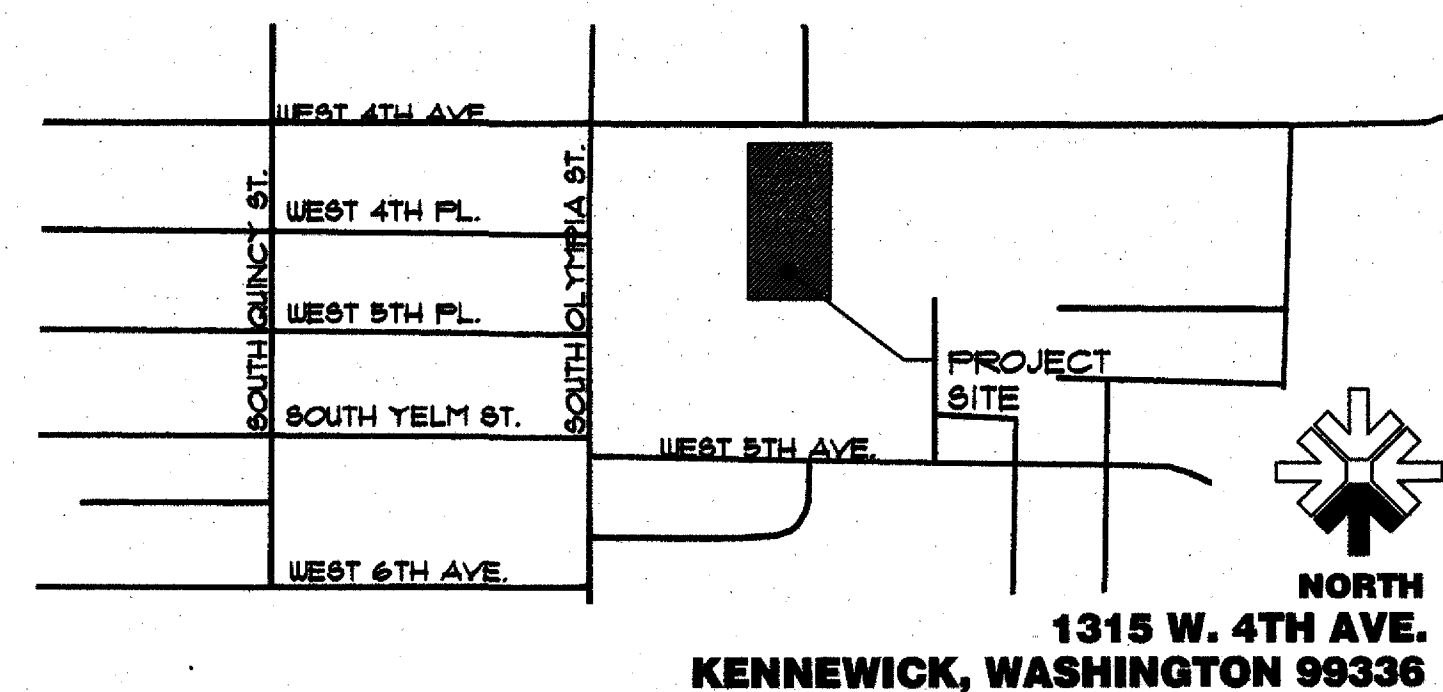 WEST 4TH AVE
SOUTH QUINCY ST.
WEST 4TH PL.
SOUTH OLYMPIA ST.
WEST 5TH PL.
PROJECT
SITE
SOUTH YELM ST.
WEST 5TH AVE.
WEST 6TH AVE.
NORTH
1315 W. 4TH AVE.
KENNEWICK, WASHINGTON 99336